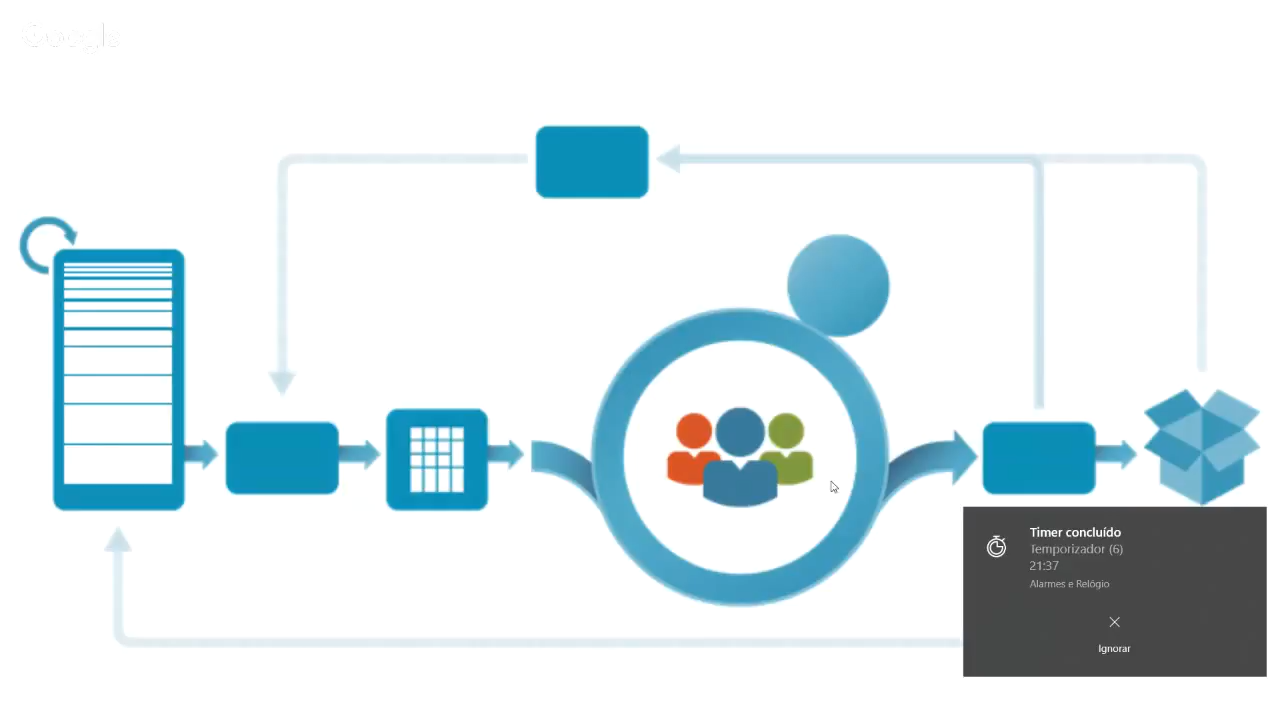 Google
Timer concluído
Temporizador (6)
21:37
Alarmes e Relógio
Ignorar